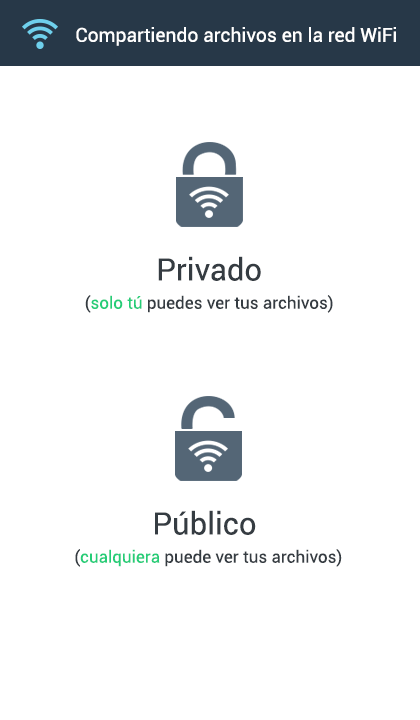 Compartiendo archivos en la red WiFi
Privado
(solo tú puedes ver tus archivos)
Público
(cualquiera puede ver tus archivos)